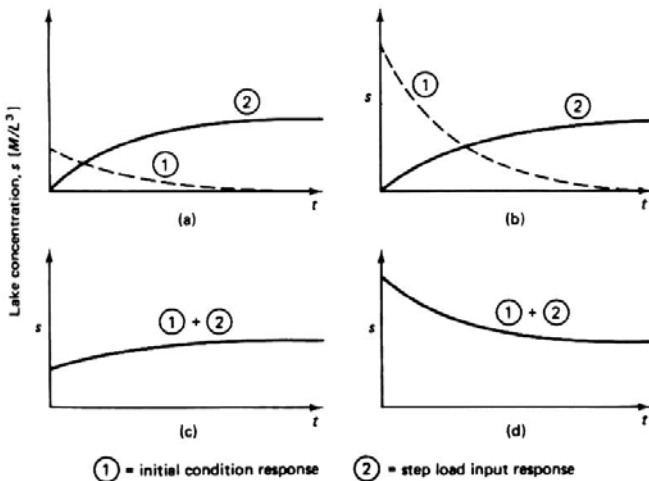 Lake concentration, s [M/L³]
②
①
t
(a)
s
①
②
t
(b)
s
① + ②
t
(c)
s
① + ②
t
(d)
① = initial condition response ② = step load input response